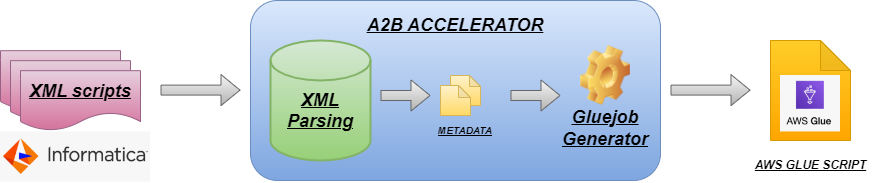 A2B ACCELERATOR
XML scripts
Informatica
XML
Parsing
METADATA
Gluejob
Generator
AWS Glue
AWS GLUE SCRIPT